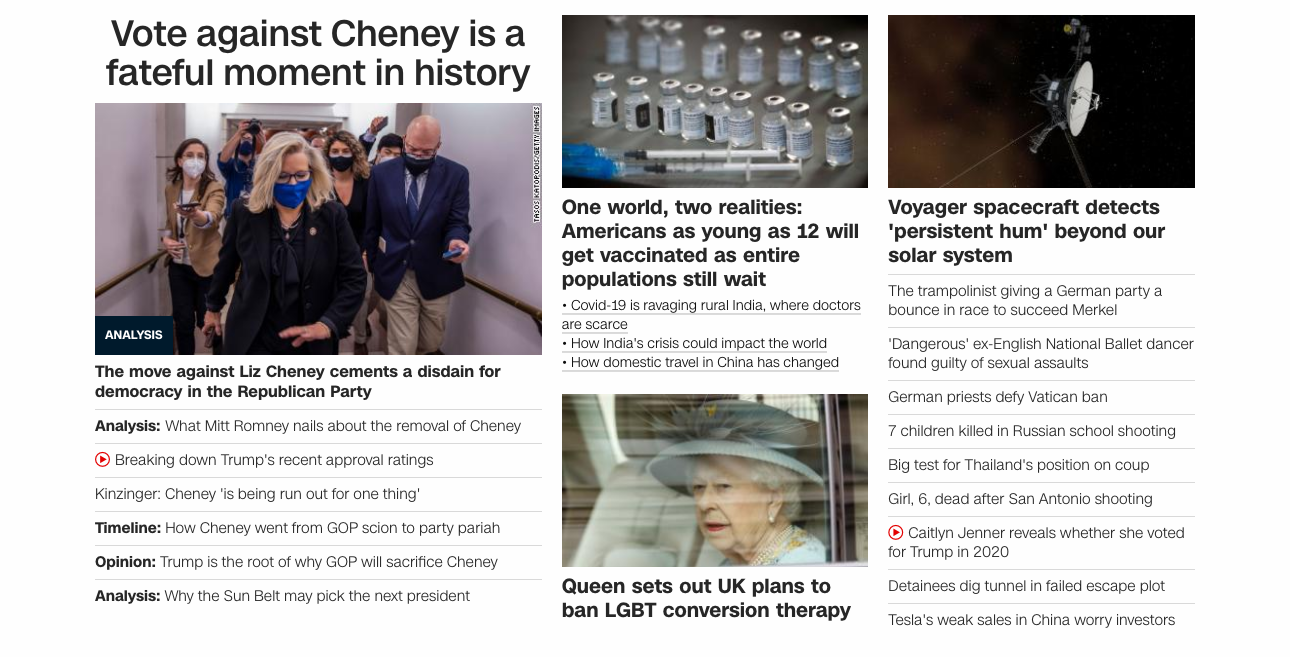 Vote against Cheney is a
fateful moment in history
TASOS KATOPODIS/GETTY IMAGES
ANALYSIS
The move against Liz Cheney cements a disdain for
democracy in the Republican Party
Analysis: What Mitt Romney nails about the removal of Cheney
Breaking down Trump's recent approval ratings
Kinzinger: Cheney 'is being run out for one thing'
Timeline: How Cheney went from GOP scion to party pariah
Opinion: Trump is the root of why GOP will sacrifice Cheney
Analysis: Why the Sun Belt may pick the next president
One world, two realities:
Americans as young as 12 will
get vaccinated as entire
populations still wait
• Covid-19 is ravaging rural India, where doctors
are scarce
• How India's crisis could impact the world
• How domestic travel in China has changed
Queen sets out UK plans to
ban LGBT conversion therapy
Voyager spacecraft detects
'persistent hum' beyond our
solar system
The trampolinist giving a German party a
bounce in race to succeed Merkel
'Dangerous' ex-English National Ballet dancer
found guilty of sexual assaults
German priests defy Vatican ban
7 children killed in Russian school shooting
Big test for Thailand's position on coup
Girl, 6, dead after San Antonio shooting
Caitlyn Jenner reveals whether she voted
for Trump in 2020
Detainees dig tunnel in failed escape plot
Tesla's weak sales in China worry investors